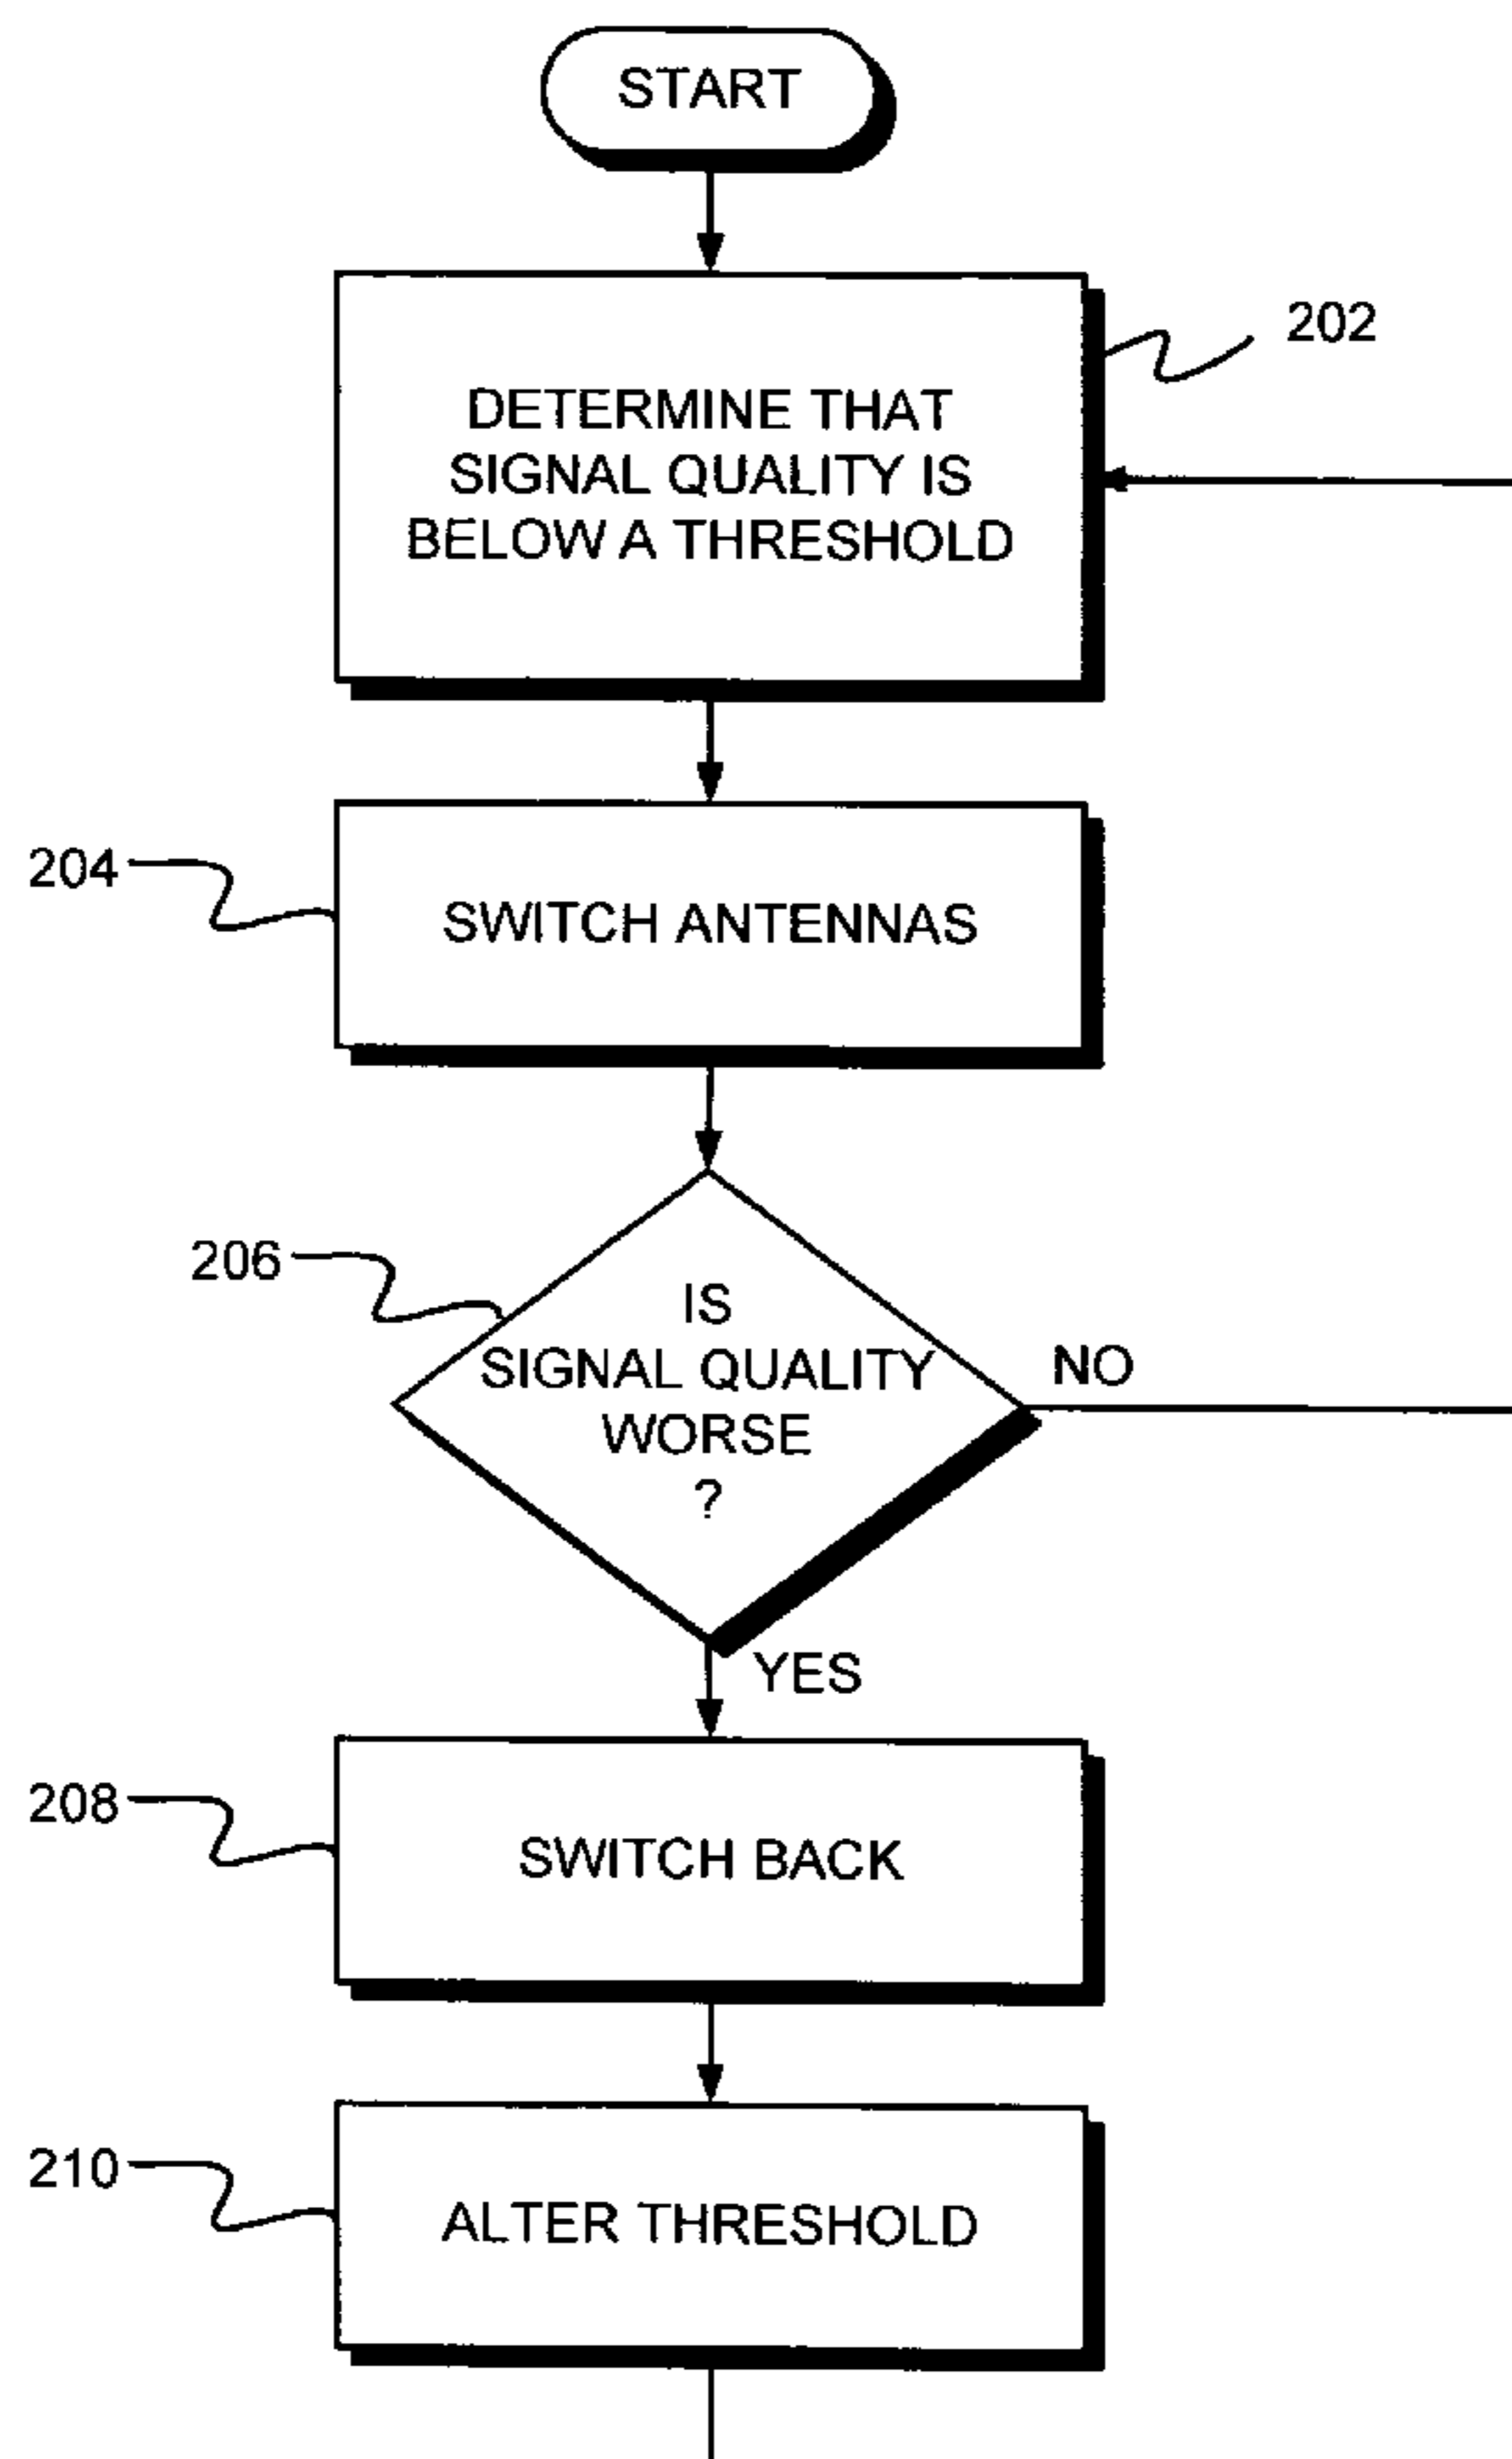 START
202
DETERMINE THAT
SIGNAL QUALITY IS
BELOW A THRESHOLD
204
SWITCH ANTENNAS
206
IS
SIGNAL QUALITY
WORSE
?
NO
YES
208
SWITCH BACK
210
ALTER THRESHOLD